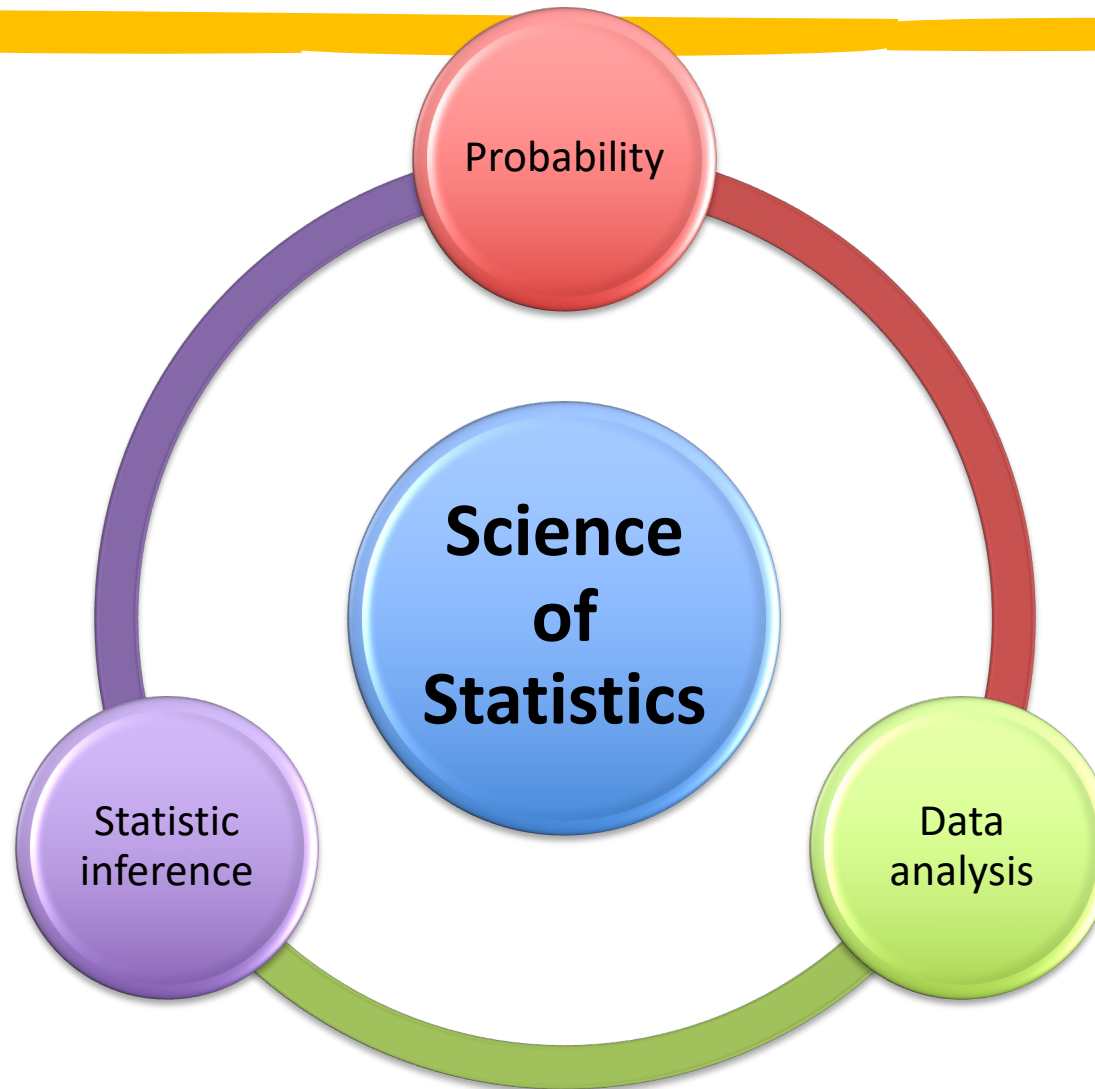 Probability
Science
of
Statistics
Statistic
inference
Data
analysis